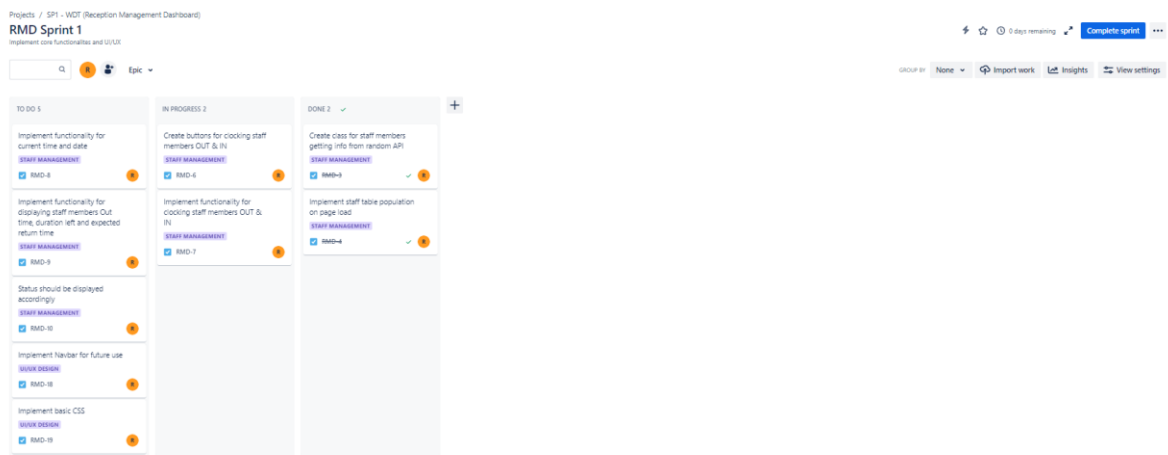 Projects / SP1 - WDT (Reception Management Dashboard)
RMD Sprint 1
Implement core functionalites and UI/UX
0 days remaining
Complete sprint
R
Epic
GROUP BY
None
Import work
Insights
View settings
TO DO 5
Implement functionality for
current time and date
STAFF MANAGEMENT
RMD-8
R
Implement functionality for
displaying staff members Out
time, duration left and expected
return time
STAFF MANAGEMENT
RMD-9
R
Status should be displayed
accordingly
STAFF MANAGEMENT
RMD-10
R
Implement Navbar for future use
UI/UX DESIGN
RMD-18
R
Implement basic CSS
UI/UX DESIGN
RMD-19
R
IN PROGRESS 2
Create buttons for clocking staff
members OUT & IN
STAFF MANAGEMENT
RMD-6
R
Implement functionality for
clocking staff members OUT &
IN
STAFF MANAGEMENT
RMD-7
R
DONE 2
Create class for staff members
getting info from random API
STAFF MANAGEMENT
RMD-3
R
Implement staff table population
on page load
STAFF MANAGEMENT
RMD-4
R